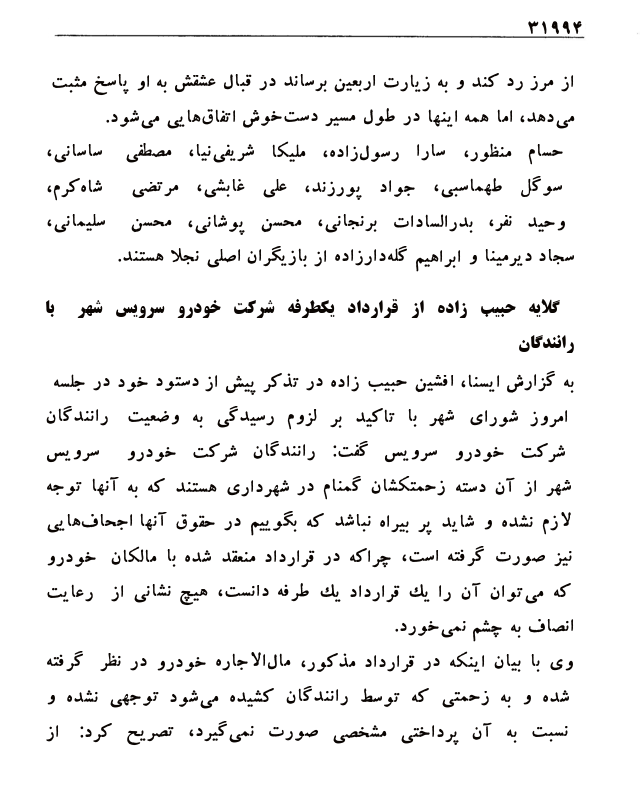 ۳۱۹۹۴
از مرز رد کند و به زیارت اربعین برساند در قبال عشقش به او پاسخ مثبت
می‌دهد، اما همه اینها در طول مسیر دست‌خوش اتفاق‌هایی می‌شود.
حسام منظور، سارا رسول‌زاده، ملیکا شریفی‌نیا، مصطفی ساسانی،
سوگل طهماسبی، جواد پورزند، علی غابشی، مرتضی شاه‌کرم،
وحید نفر، بدرالسادات برنجانی، محسن پوشانی، محسن سلیمانی،
سجاد دیرمینا و ابراهیم گله‌دارزاده از بازیگران اصلی نجلا هستند.
گلایه حبیب زاده از قرارداد یکطرفه شرکت خودرو سرویس شهر با
رانندگان
به گزارش ایسنا، افشین حبیب زاده در تذکر پیش از دستود خود در جلسه
امروز شورای شهر با تاکید بر لزوم رسیدگی به وضعیت رانندگان
شرکت خودرو سرویس گفت: رانندگان شرکت خودرو سرویس
شهر از آن دسته زحمتکشان گمنام در شهرداری هستند که به آنها توجه
لازم نشده و شاید پر بیراه نباشد که بگوییم در حقوق آنها اجحاف‌هایی
نیز صورت گرفته است، چراکه در قرارداد منعقد شده با مالکان خودرو
که می‌توان آن را یك قرارداد یك طرفه دانست، هیچ نشانی از رعایت
انصاف به چشم نمی‌خورد.
وی با بیان اینکه در قرارداد مذکور، مال‌الاجاره خودرو در نظر گرفته
شده و به زحمتی که توسط رانندگان کشیده می‌شود توجهی نشده و
نسبت به آن پرداختی مشخصی صورت نمی‌گیرد، تصریح کرد: از